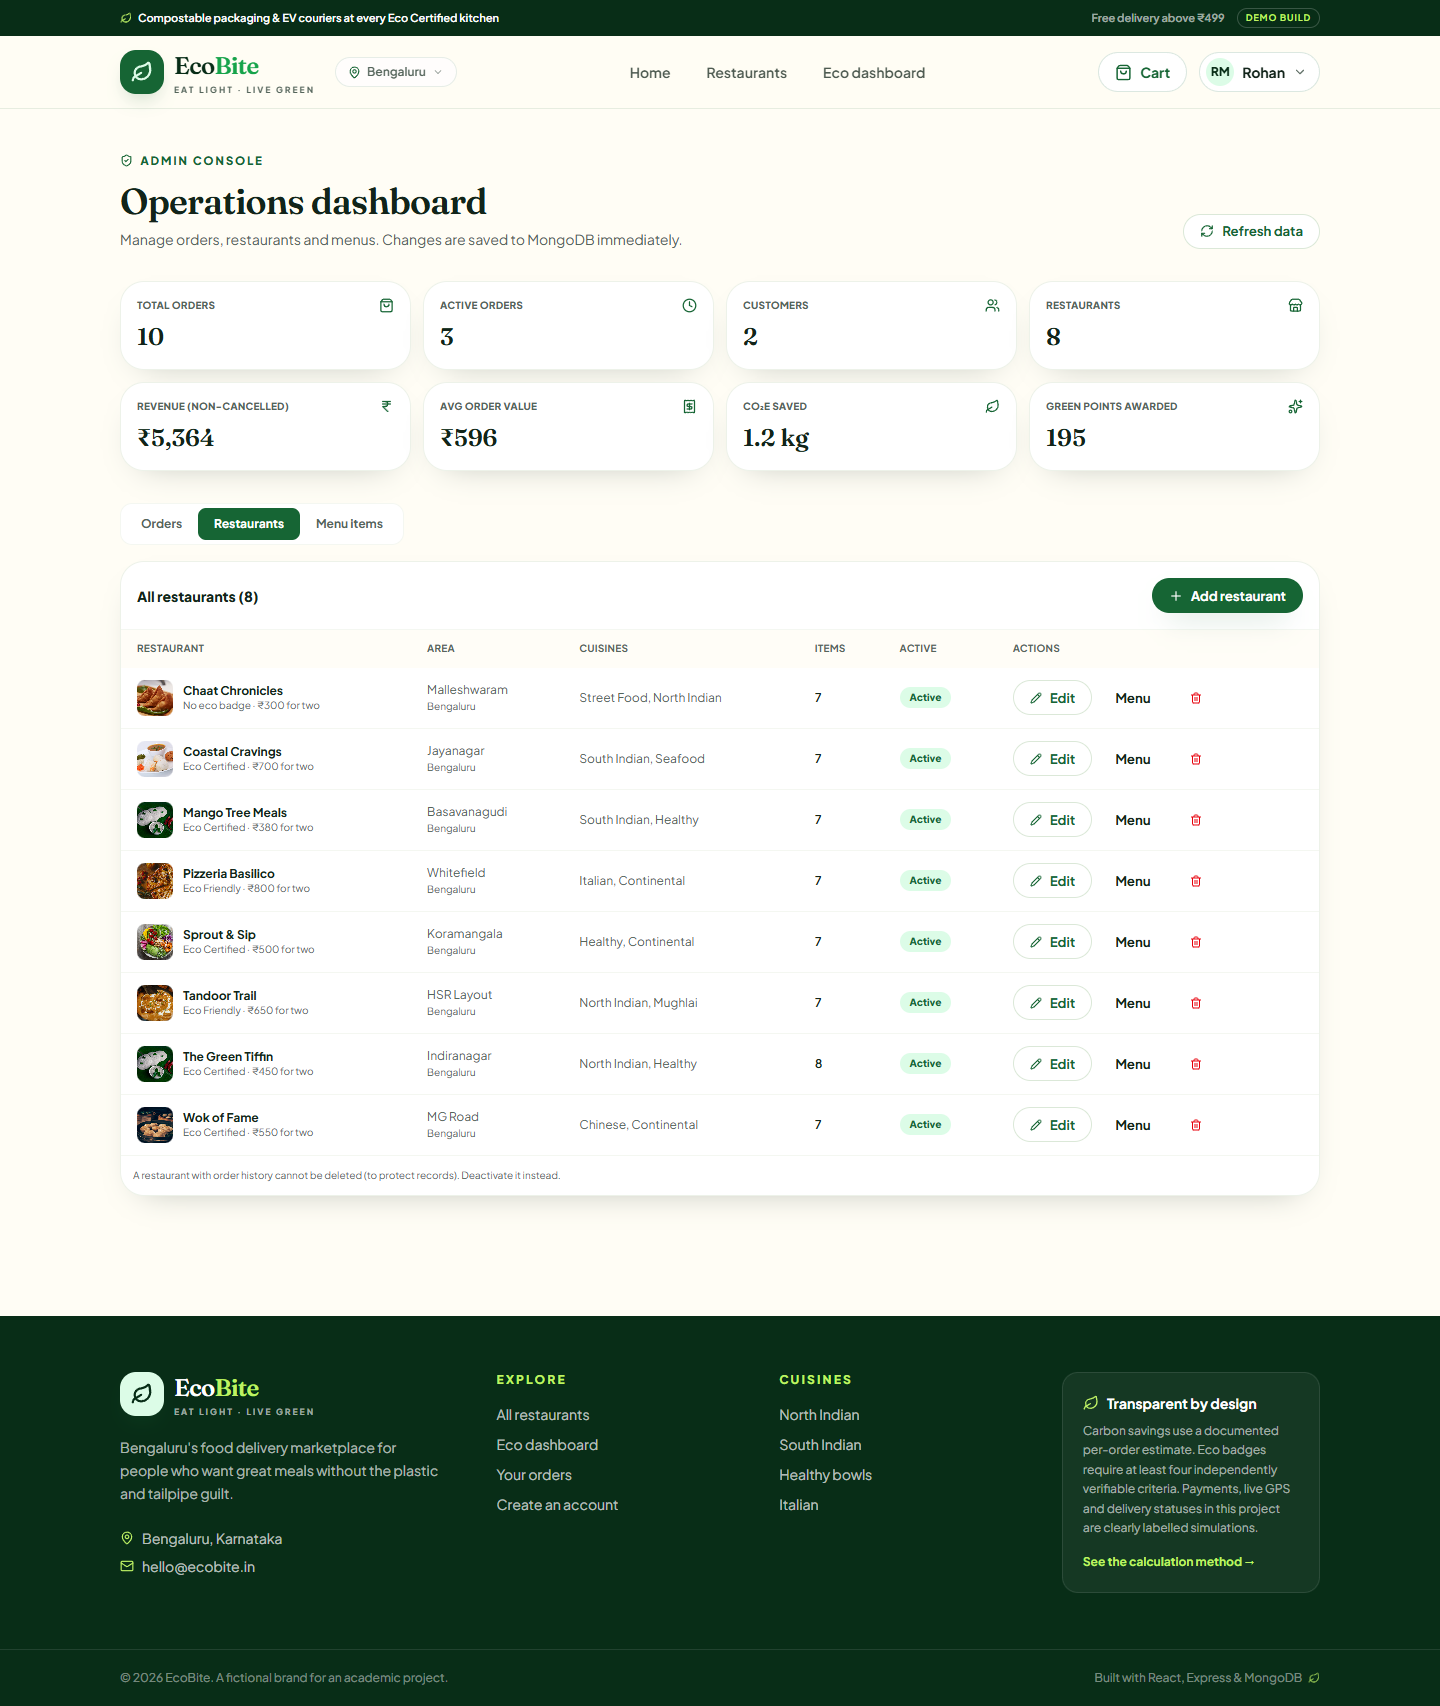 Compostable packaging & EV couriers at every Eco Certified kitchen
Free delivery above ₹499
DEMO BUILD
EcoBite
EAT LIGHT · LIVE GREEN
Bengaluru
Home
Restaurants
Eco dashboard
Cart
RM
Rohan
ADMIN CONSOLE
Operations dashboard
Manage orders, restaurants and menus. Changes are saved to MongoDB immediately.
Refresh data
TOTAL ORDERS
10
ACTIVE ORDERS
3
CUSTOMERS
2
RESTAURANTS
8
REVENUE (NON-CANCELLED)
₹5,364
AVG ORDER VALUE
₹596
CO₂E SAVED
1.2 kg
GREEN POINTS AWARDED
195
Orders
Restaurants
Menu items
All restaurants (8)
Add restaurant
RESTAURANT AREA CUISINES ITEMS ACTIVE ACTIONS
Chaat Chronicles
No eco badge · ₹300 for two
Malleshwaram
Bengaluru
Street Food, North Indian
7
Active
Edit
Menu
Coastal Cravings
Eco Certified · ₹700 for two
Jayanagar
Bengaluru
South Indian, Seafood
7
Active
Edit
Menu
Mango Tree Meals
Eco Certified · ₹380 for two
Basavanagudi
Bengaluru
South Indian, Healthy
7
Active
Edit
Menu
Pizzeria Basilico
Eco Friendly · ₹800 for two
Whitefield
Bengaluru
Italian, Continental
7
Active
Edit
Menu
Sprout & Sip
Eco Certified · ₹500 for two
Koramangala
Bengaluru
Healthy, Continental
7
Active
Edit
Menu
Tandoor Trail
Eco Friendly · ₹650 for two
HSR Layout
Bengaluru
North Indian, Mughlai
7
Active
Edit
Menu
The Green Tiffin
Eco Certified · ₹450 for two
Indiranagar
Bengaluru
North Indian, Healthy
8
Active
Edit
Menu
Wok of Fame
Eco Certified · ₹550 for two
MG Road
Bengaluru
Chinese, Continental
7
Active
Edit
Menu
A restaurant with order history cannot be deleted (to protect records). Deactivate it instead.
EcoBite
EAT LIGHT · LIVE GREEN
Bengaluru's food delivery marketplace for
people who want great meals without the plastic
and tailpipe guilt.
Bengaluru, Karnataka
hello@ecobite.in
EXPLORE
All restaurants
Eco dashboard
Your orders
Create an account
CUISINES
North Indian
South Indian
Healthy bowls
Italian
Transparent by design
Carbon savings use a documented
per-order estimate. Eco badges
require at least four independently
verifiable criteria. Payments, live GPS
and delivery statuses in this project
are clearly labelled simulations.
See the calculation method →
© 2026 EcoBite. A fictional brand for an academic project.
Built with React, Express & MongoDB